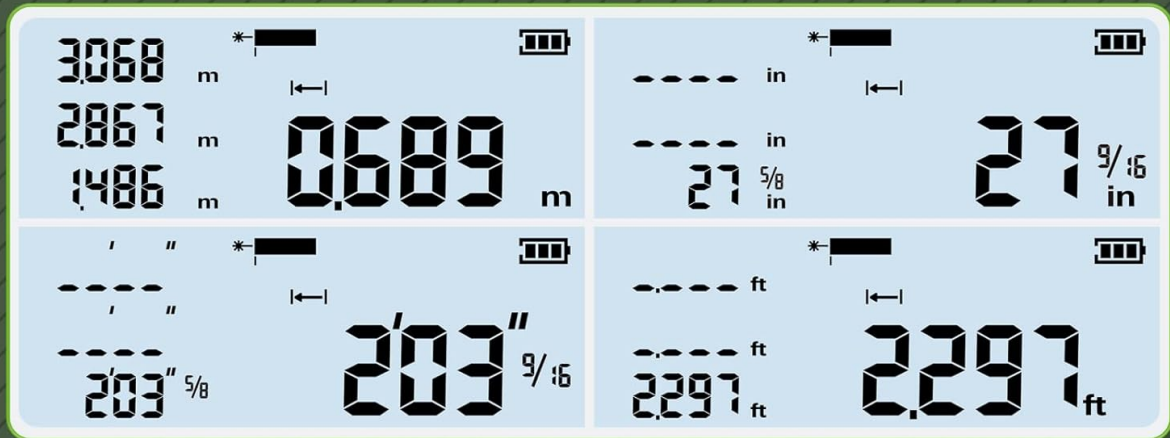 3.068 m
2.867 m
1.486 m
0.689 m
---- in
---- in
27 5/8 in
27 9/16 in
' "
----
' "
----
2'03" 5/8
2'03" 9/16
-.--- ft
-.--- ft
2.297 ft
2.297 ft